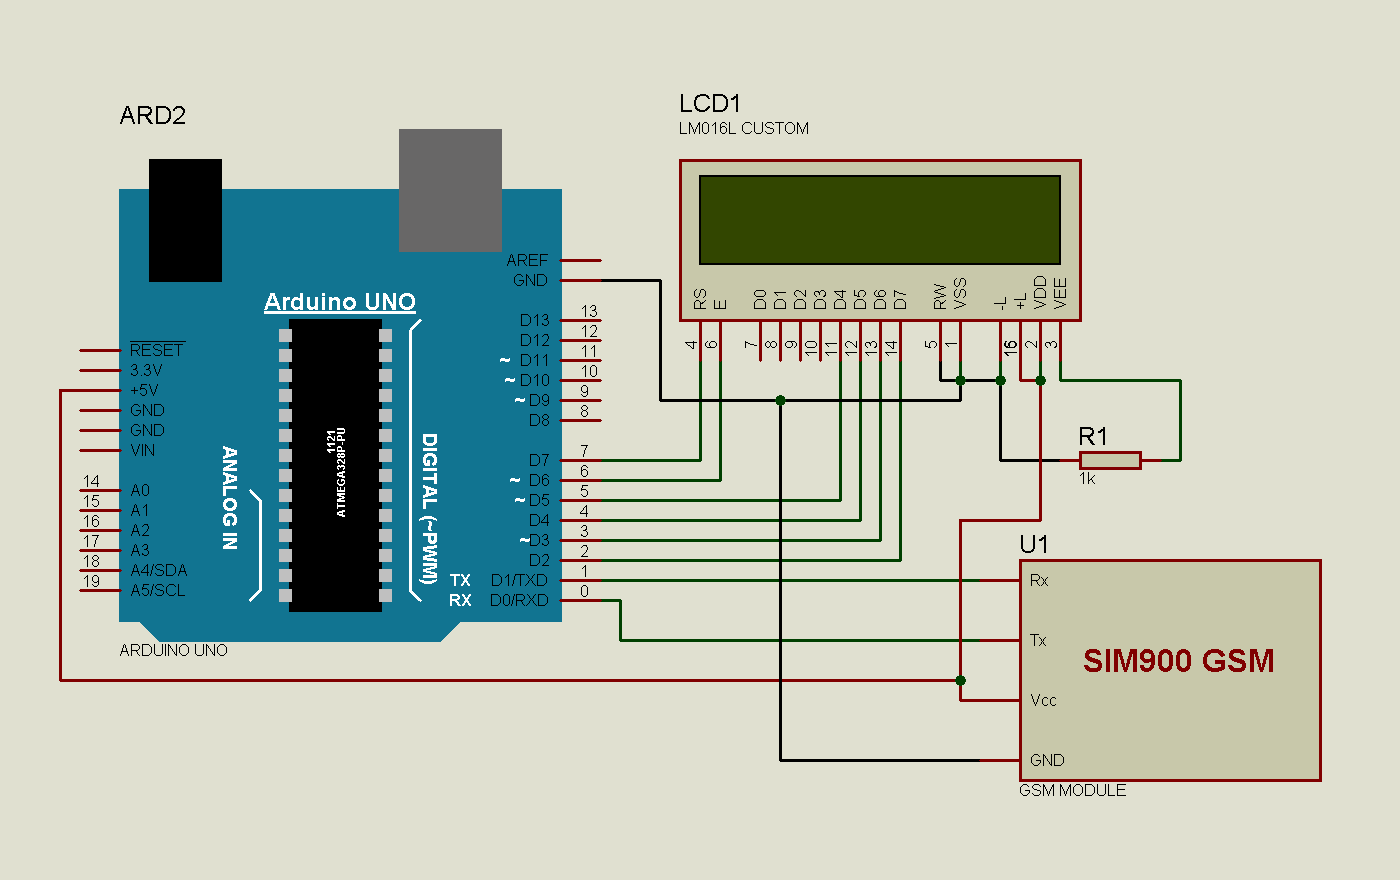 ARD2
LCD1
LM016L CUSTOM
RS
E
D0
D1
D2
D3
D4
D5
D6
D7
RW
VSS
-L
+L
VDD
VEE
4
6
7
8
9
10
11
12
13
14
5
1
16
2
3
AREF
GND
Arduino UNO
D13 13
D12 12
~ D11 11
~ D10 10
~ D9 9
D8 8
D7 7
~ D6 6
~ D5 5
D4 4
~ D3 3
D2 2
TX D1/TXD 1
RX D0/RXD 0
RESET
3.3V
+5V
GND
GND
VIN
14 A0
15 A1
16 A2
17 A3
18 A4/SDA
19 A5/SCL
ANALOG IN
1121
ATMEGA328P-PU
DIGITAL (~PWM)
ARDUINO UNO
R1
1k
U1
Rx
Tx
Vcc
GND
SIM900 GSM
GSM MODULE